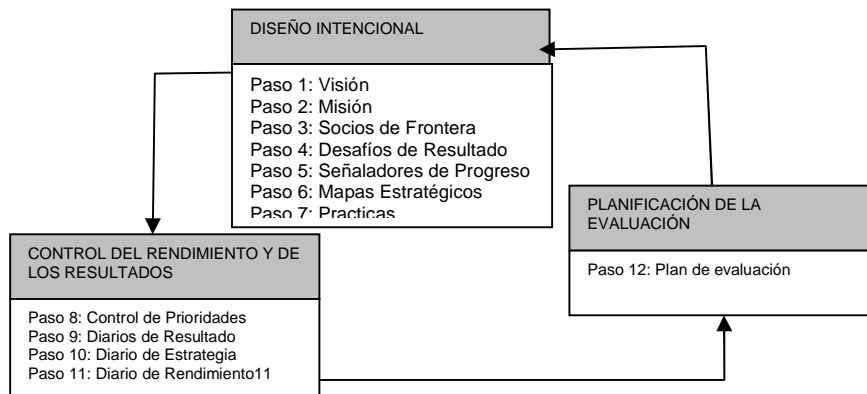 DISEÑO INTENCIONAL
Paso 1: Visión
Paso 2: Misión
Paso 3: Socios de Frontera
Paso 4: Desafíos de Resultado
Paso 5: Señaladores de Progreso
Paso 6: Mapas Estratégicos
Paso 7: Practicas
PLANIFICACIÓN DE LA
EVALUACIÓN
Paso 12: Plan de evaluación
CONTROL DEL RENDIMIENTO Y DE
LOS RESULTADOS
Paso 8: Control de Prioridades
Paso 9: Diarios de Resultado
Paso 10: Diario de Estrategia
Paso 11: Diario de Rendimiento11